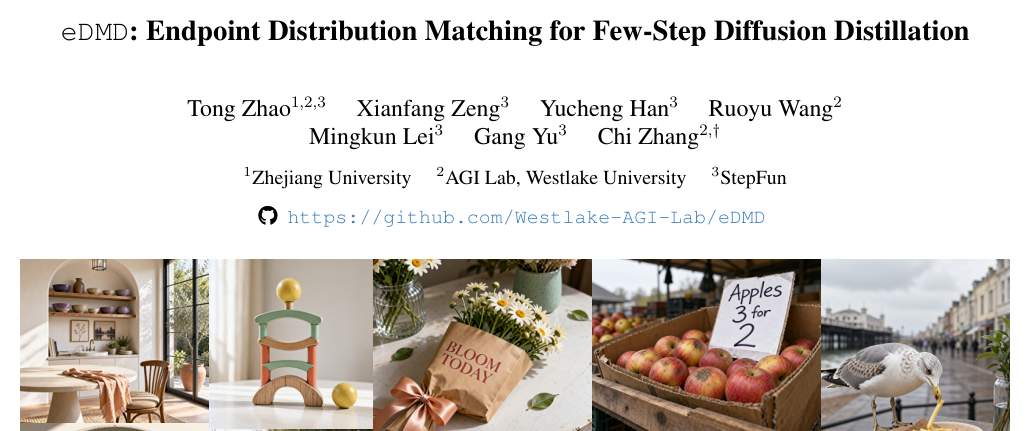 eDMD: Endpoint Distribution Matching for Few-Step Diffusion Distillation
Tong Zhao1,2,3 Xianfang Zeng3 Yucheng Han3 Ruoyu Wang2
Mingkun Lei3 Gang Yu3 Chi Zhang2,†
1Zhejiang University 2AGI Lab, Westlake University 3StepFun
https://github.com/Westlake-AGI-Lab/eDMD
BLOOM
TODAY
Apples
3 for
2